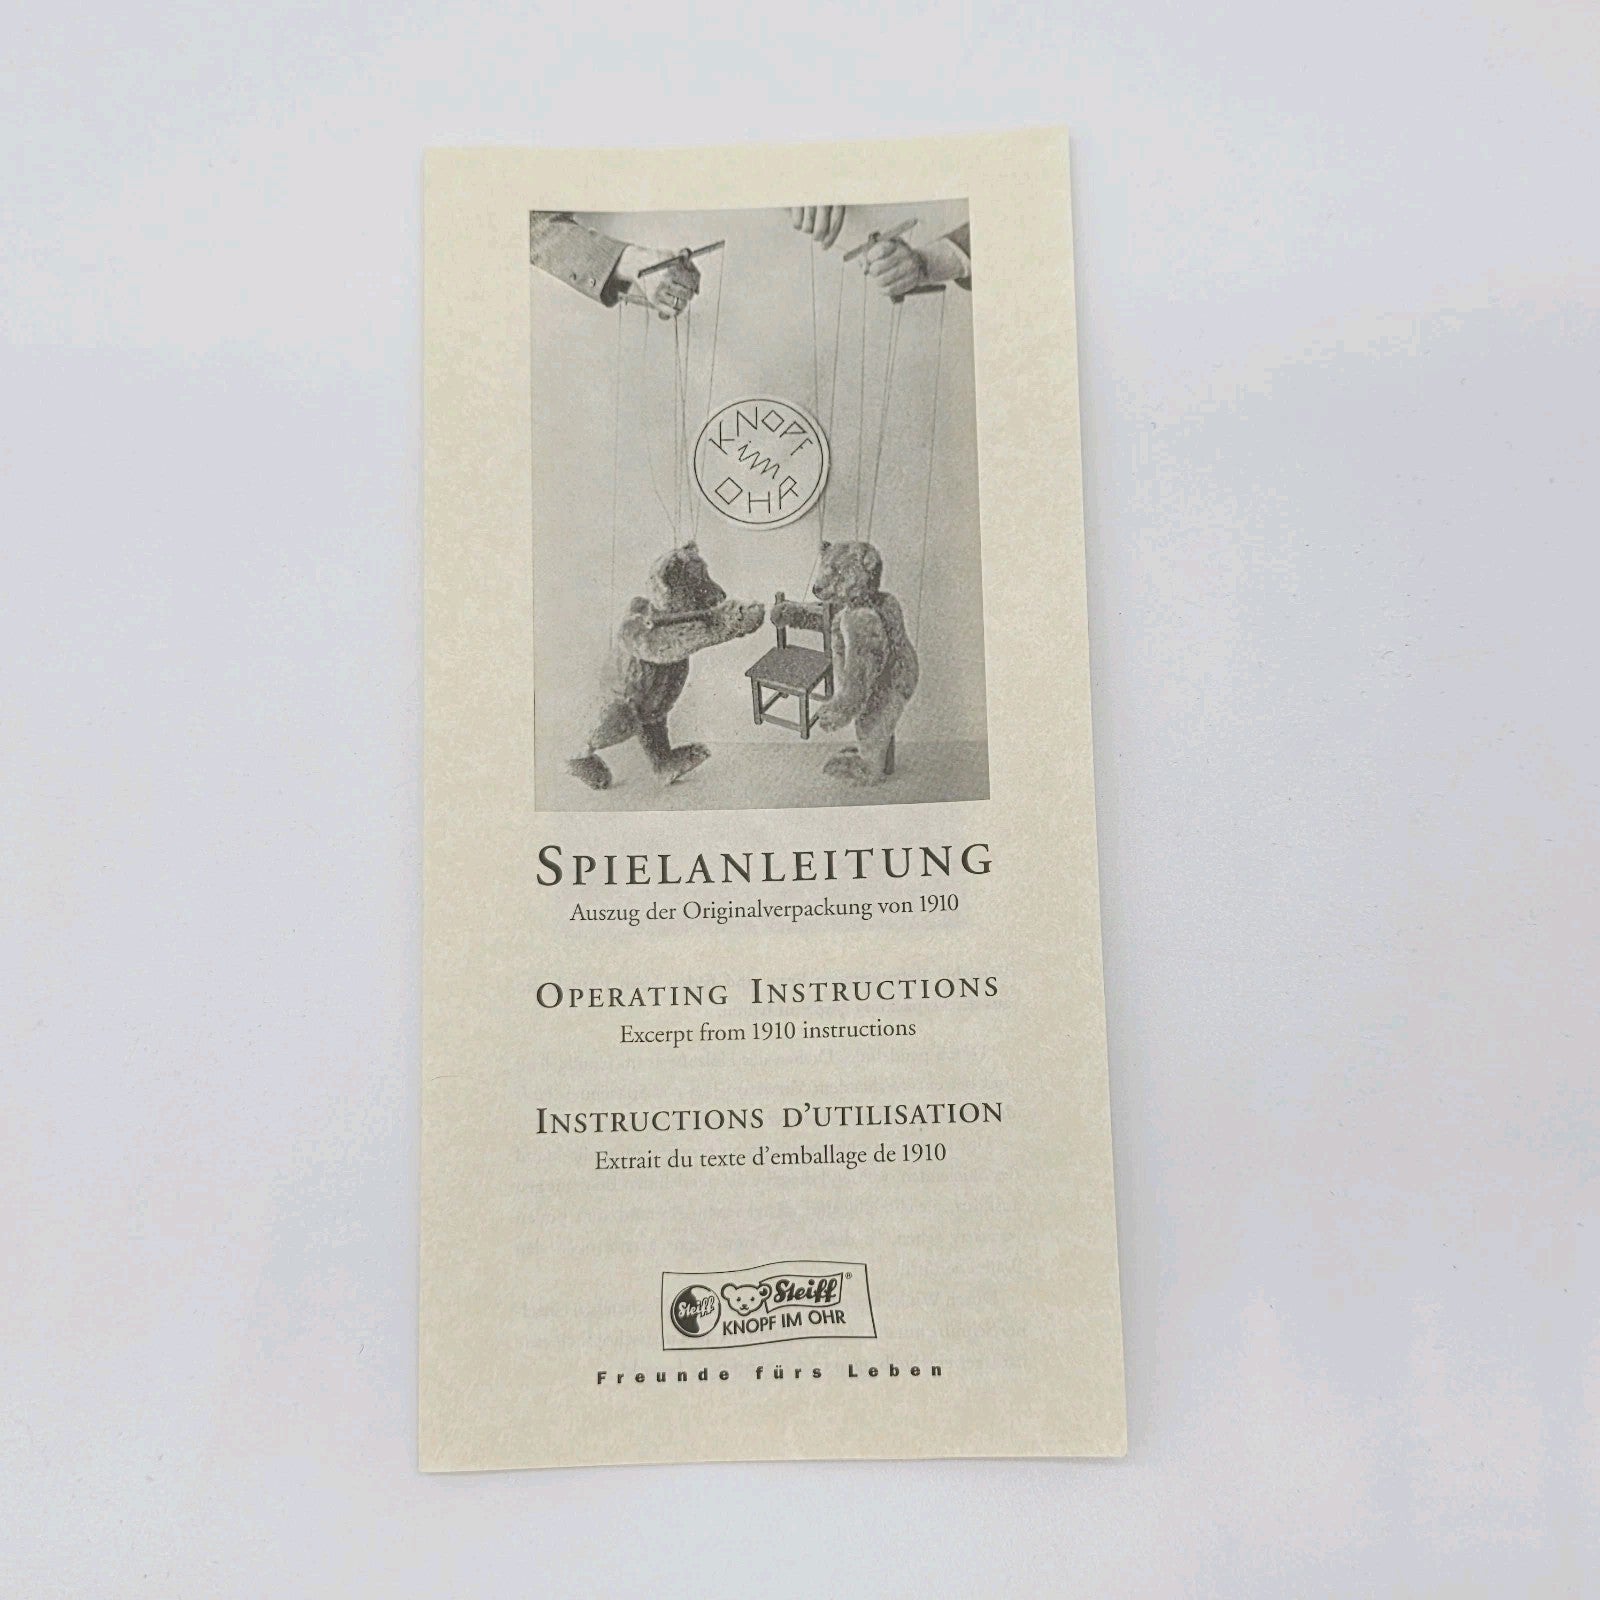 KNOPF
im
OHR
SPIELANLEITUNG
Auszug der Originalverpackung von 1910
OPERATING INSTRUCTIONS
Excerpt from 1910 instructions
INSTRUCTIONS D'UTILISATION
Extrait du texte d'emballage de 1910
Steiff
Steiff®
KNOPF IM OHR
Freunde fürs Leben